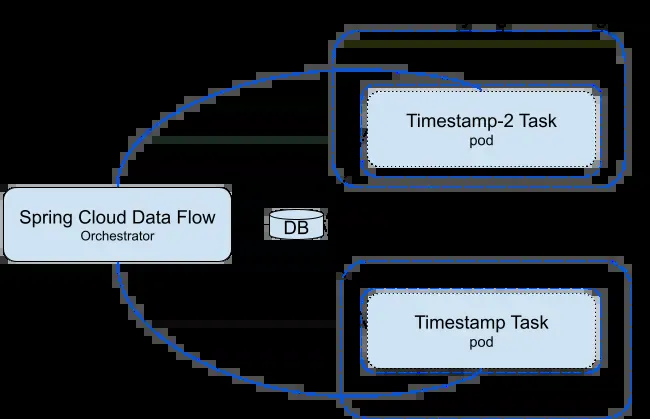 Timestamp-2 Task
pod
Spring Cloud Data Flow
Orchestrator
DB
Timestamp Task
pod